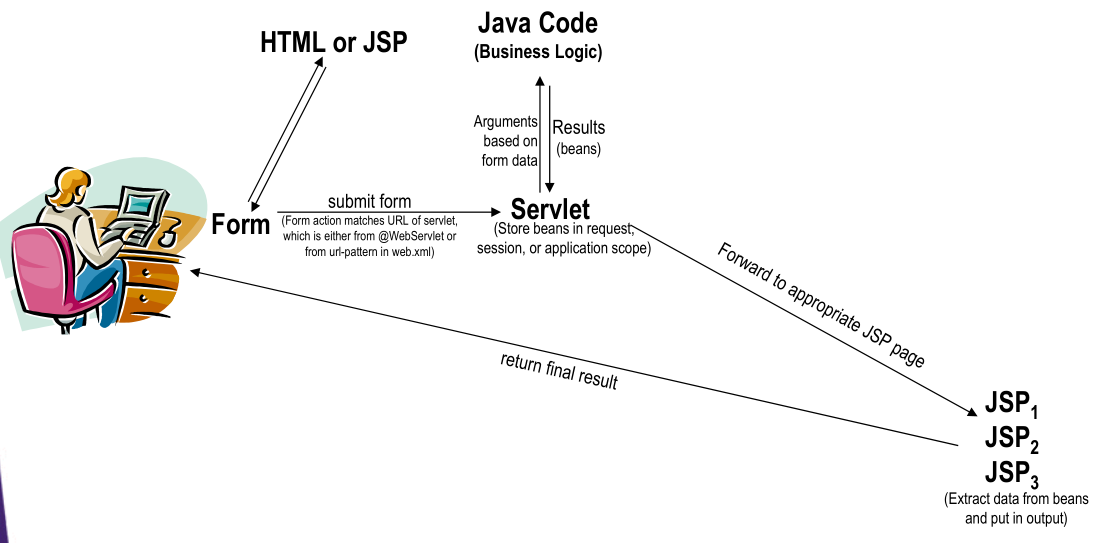 HTML or JSP
Java Code
(Business Logic)
Arguments
based on
form data
Results
(beans)
Form
submit form
(Form action matches URL of servlet,
which is either from @WebServlet or
from url-pattern in web.xml)
Servlet
(Store beans in request,
session, or application scope)
Forward to appropriate JSP page
return final result
JSP1
JSP2
JSP3
(Extract data from beans
and put in output)